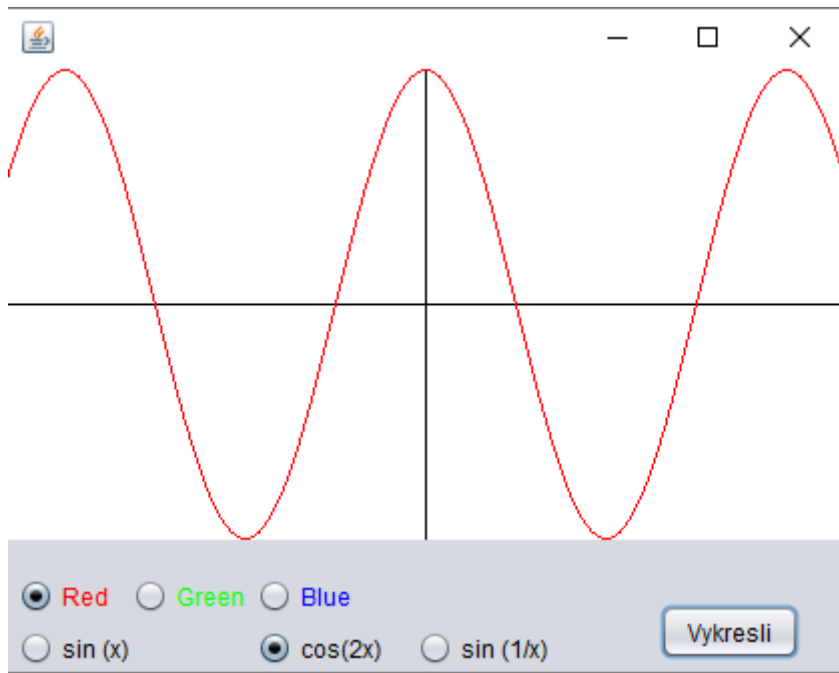 Red Green Blue
sin (x) cos(2x) sin (1/x) Vykresli